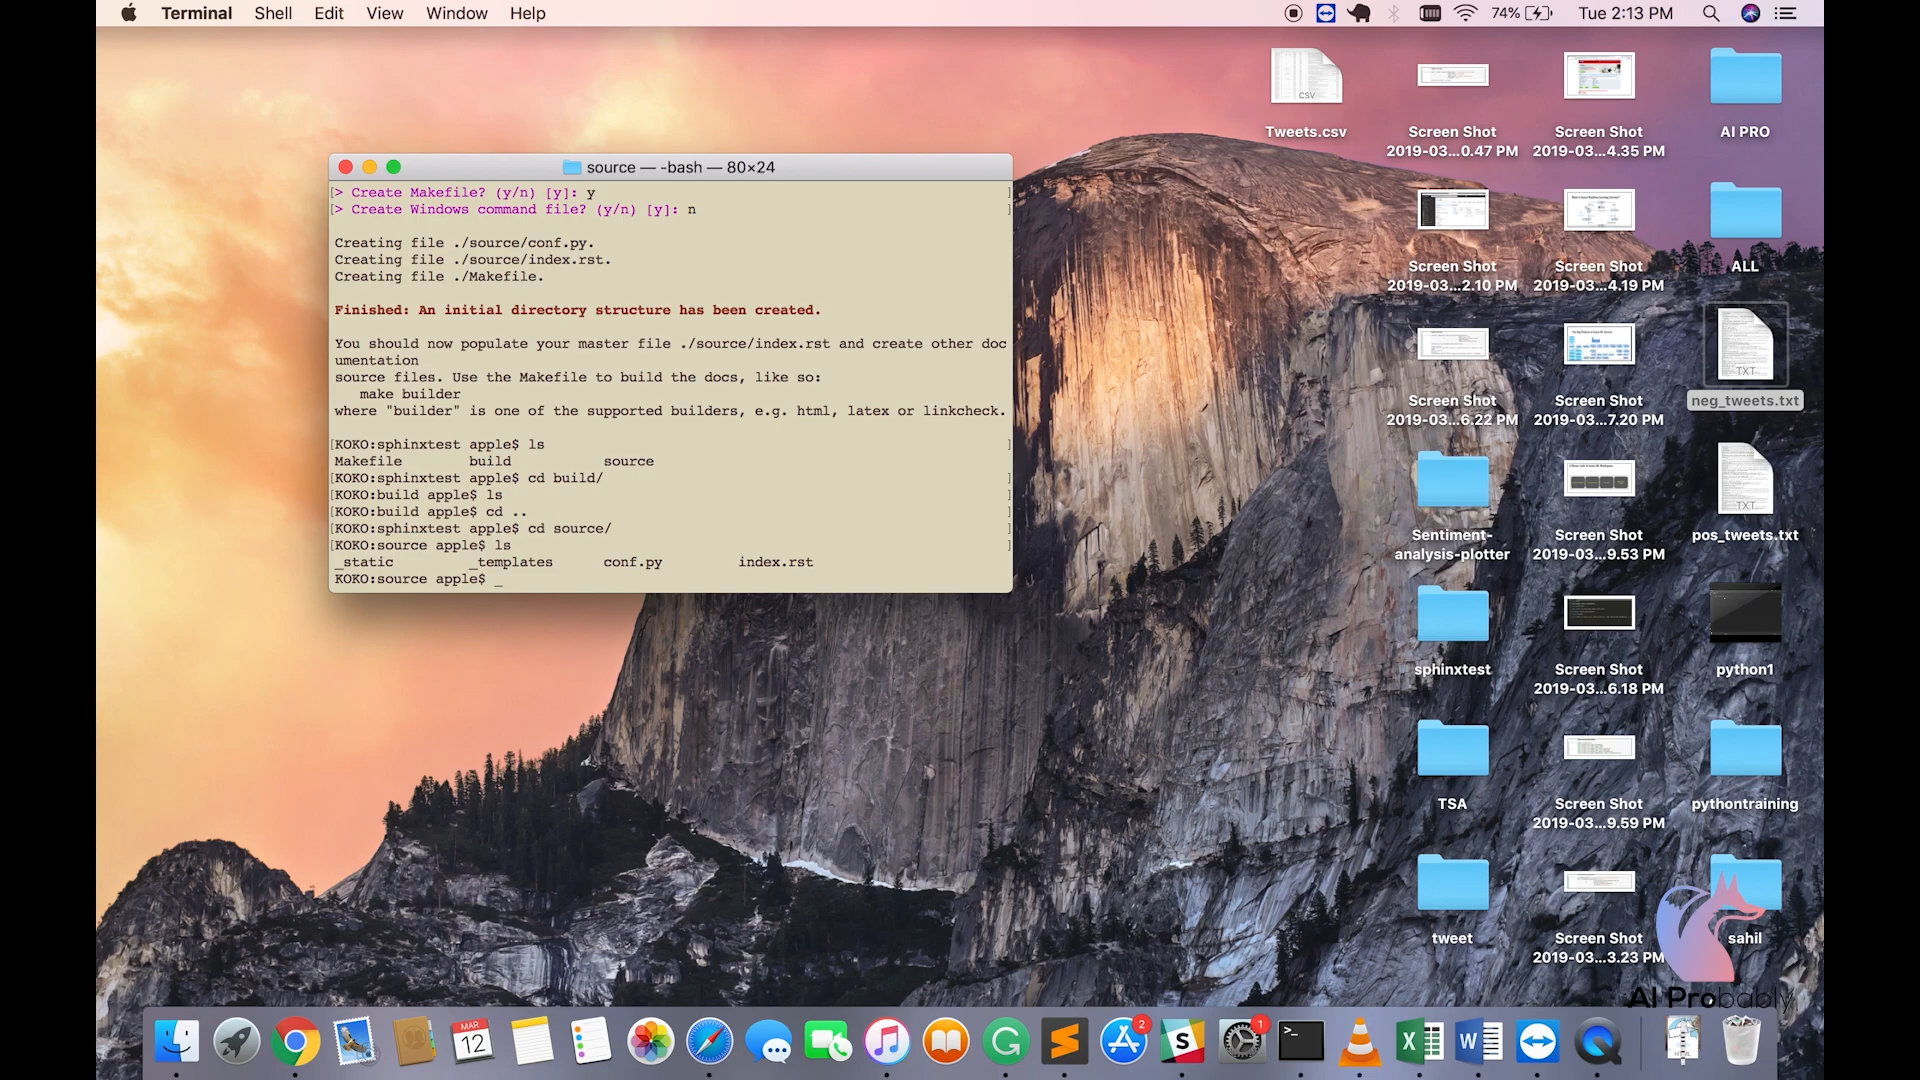 Terminal Shell Edit View Window Help 74% Tue 2:13 PM
source — -bash — 80×24
[> Create Makefile? (y/n) [y]: y ]
[> Create Windows command file? (y/n) [y]: n ]
Creating file ./source/conf.py.
Creating file ./source/index.rst.
Creating file ./Makefile.
Finished: An initial directory structure has been created.
You should now populate your master file ./source/index.rst and create other doc
umentation
source files. Use the Makefile to build the docs, like so:
   make builder
where "builder" is one of the supported builders, e.g. html, latex or linkcheck.
[KOKO:sphinxtest apple$ ls ]
Makefile build source
[KOKO:sphinxtest apple$ cd build/ ]
[KOKO:build apple$ ls ]
[KOKO:build apple$ cd .. ]
[KOKO:sphinxtest apple$ cd source/ ]
[KOKO:source apple$ ls ]
_static _templates conf.py index.rst
KOKO:source apple$ _
CSV
Tweets.csv
Screen Shot
2019-03...0.47 PM
Screen Shot
2019-03...4.35 PM
AI PRO
Screen Shot
2019-03...2.10 PM
Screen Shot
2019-03...4.19 PM
ALL
Screen Shot
2019-03...6.22 PM
Screen Shot
2019-03...7.20 PM
TXT
neg_tweets.txt
Sentiment-
analysis-plotter
Screen Shot
2019-03...9.53 PM
TXT
pos_tweets.txt
sphinxtest
Screen Shot
2019-03...6.18 PM
python1
TSA
Screen Shot
2019-03...9.59 PM
pythontraining
tweet
Screen Shot
2019-03...3.23 PM
sahil
AI Probably
MAR
12
2
1